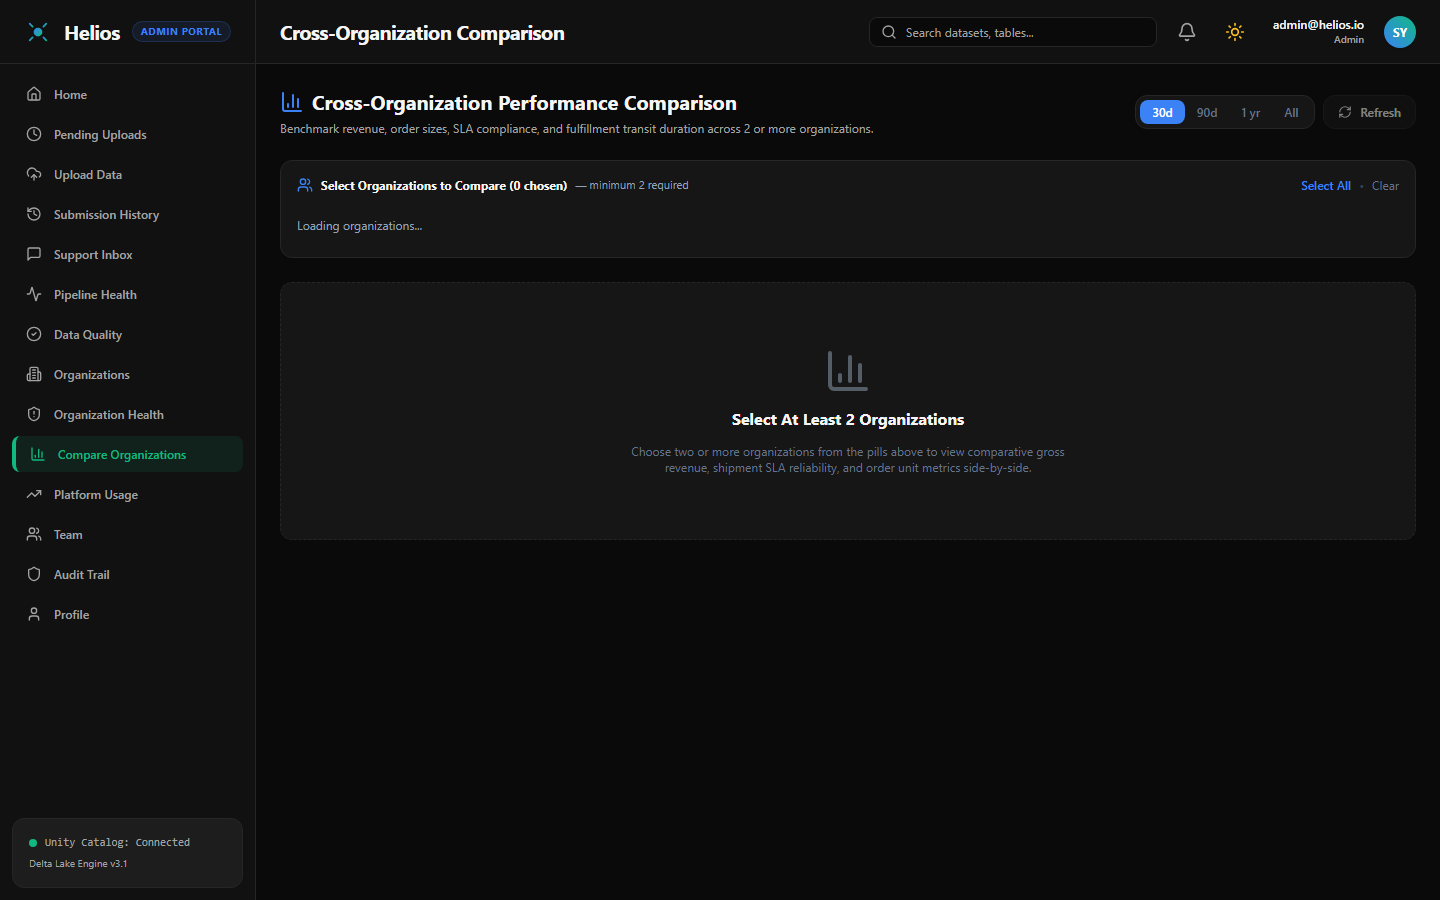 Helios
ADMIN PORTAL
Cross-Organization Comparison
Search datasets, tables...
admin@helios.io
Admin
SY
Home
Pending Uploads
Upload Data
Submission History
Support Inbox
Pipeline Health
Data Quality
Organizations
Organization Health
Compare Organizations
Platform Usage
Team
Audit Trail
Profile
Unity Catalog: Connected
Delta Lake Engine v3.1
Cross-Organization Performance Comparison
Benchmark revenue, order sizes, SLA compliance, and fulfillment transit duration across 2 or more organizations.
30d 90d 1 yr All
Refresh
Select Organizations to Compare (0 chosen) — minimum 2 required
Select All • Clear
Loading organizations...
Select At Least 2 Organizations
Choose two or more organizations from the pills above to view comparative gross
revenue, shipment SLA reliability, and order unit metrics side-by-side.